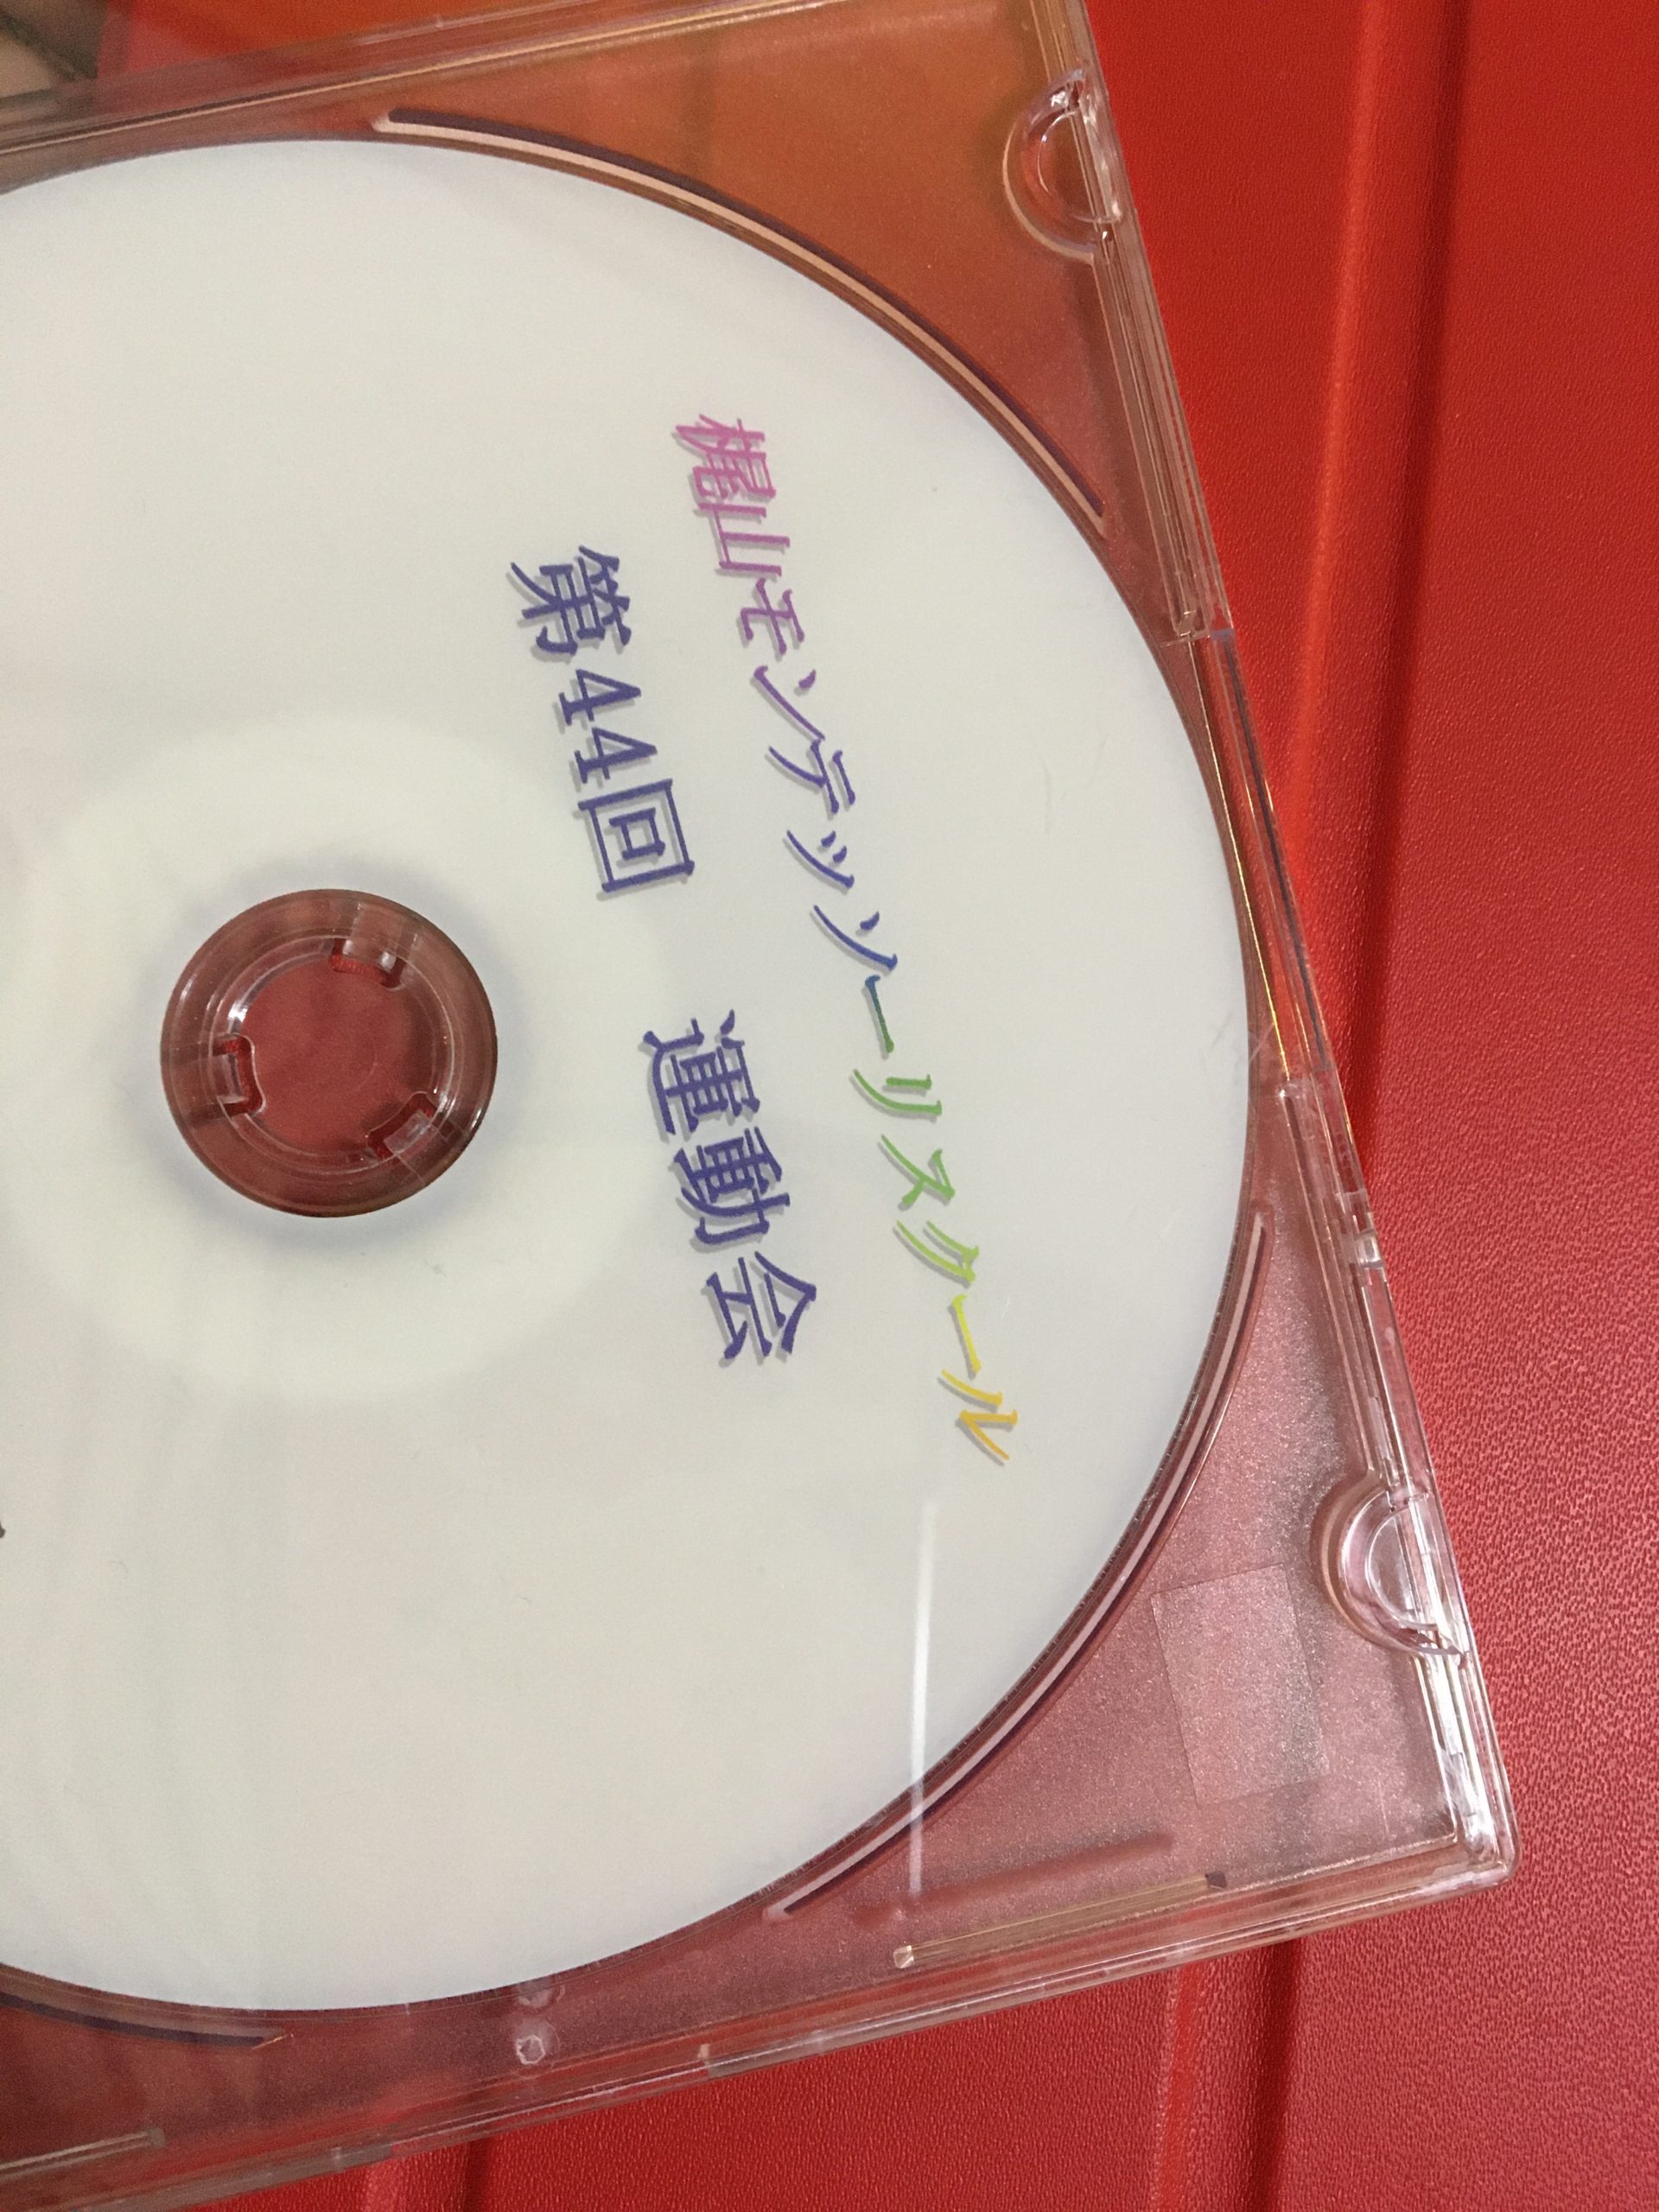 梶山モンテッソーリスクール
第44回　運動会